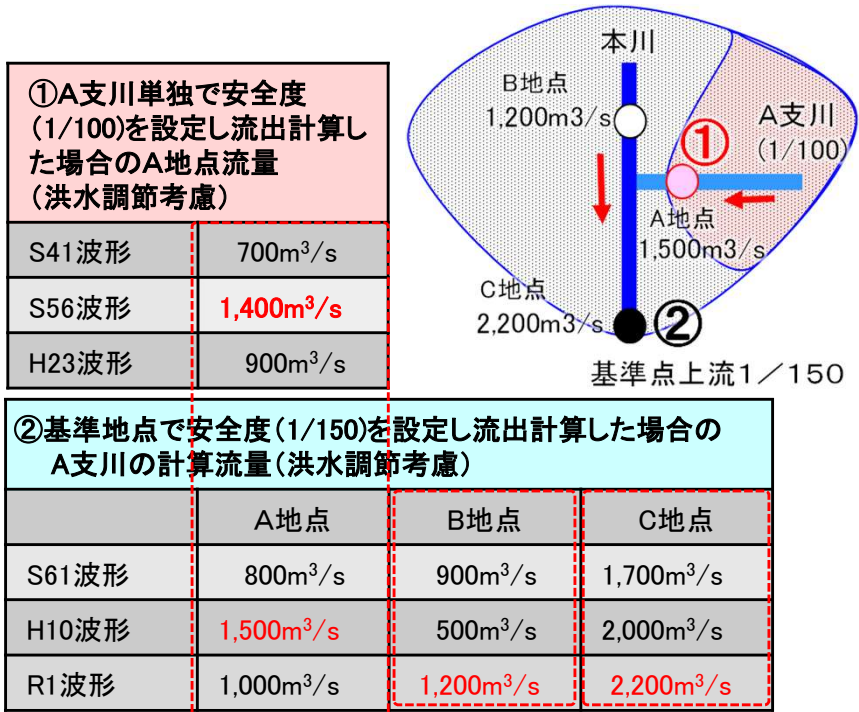 ①A支川単独で安全度
(1/100)を設定し流出計算し
た場合のA地点流量
(洪水調節考慮)
S41波形 700m³/s
S56波形 1,400m³/s
H23波形 900m³/s
本川
B地点
1,200m3/s
A支川
(1/100)
①
A地点
1,500m3/s
C地点
2,200m3/s
②
基準点上流1/150
②基準地点で安全度(1/150)を設定し流出計算した場合の
A支川の計算流量(洪水調節考慮)
A地点 B地点 C地点
S61波形 800m³/s 900m³/s 1,700m³/s
H10波形 1,500m³/s 500m³/s 2,000m³/s
R1波形 1,000m³/s 1,200m³/s 2,200m³/s